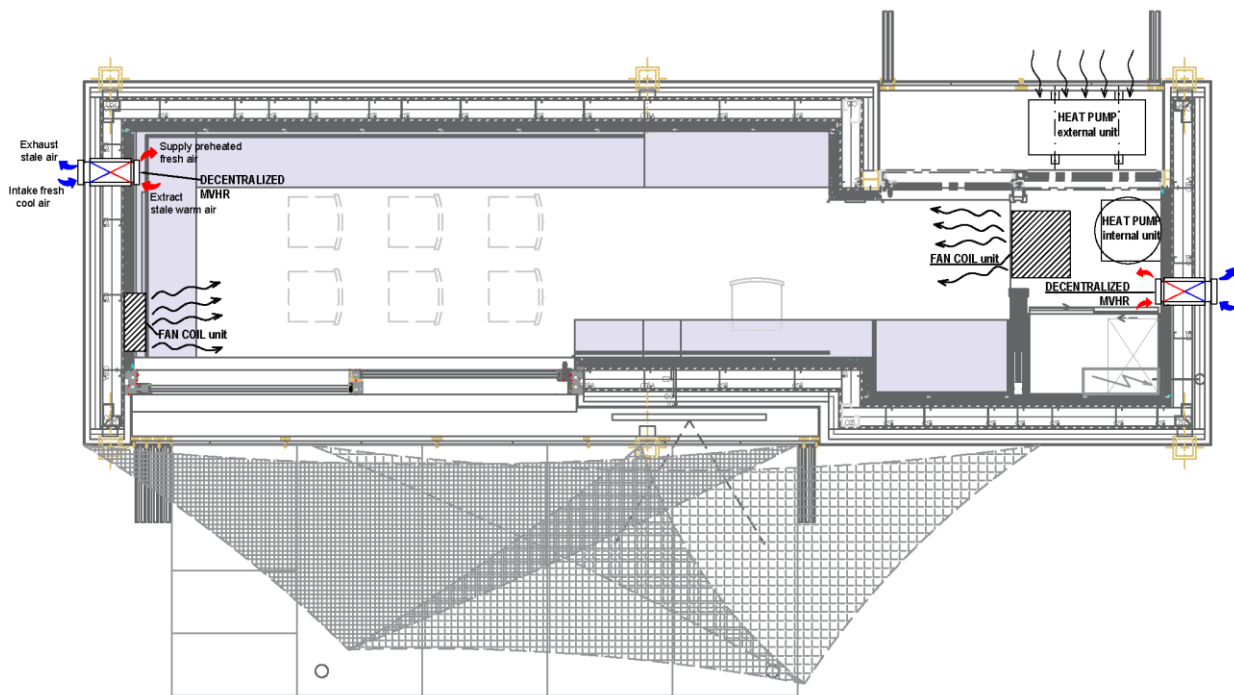 Exhaust
stale air
Intake fresh
cool air
Supply preheated
fresh air
DECENTRALIZED
MVHR
Extract
stale warm air
FAN COIL unit
HEAT PUMP
external unit
HEAT PUMP
internal unit
FAN COIL unit
DECENTRALIZED
MVHR